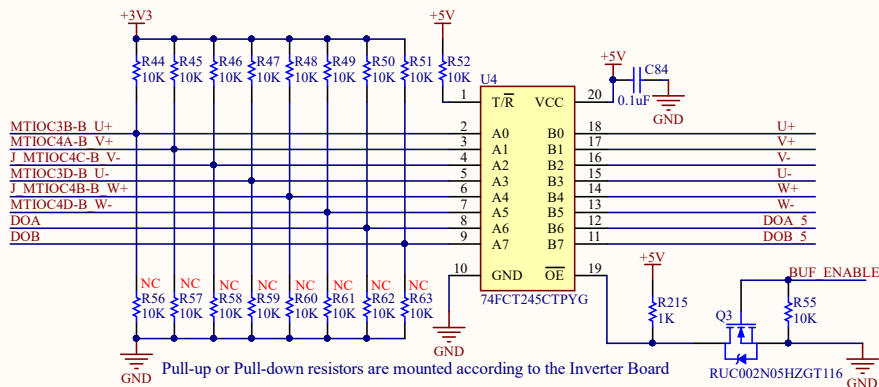 +3V3
+5V
R44 10K
R45 10K
R46 10K
R47 10K
R48 10K
R49 10K
R50 10K
R51 10K
R52 10K
U4
+5V
C84
0.1uF
GND
1 T/R VCC 20
MTIOC3B-B_U+ 2 A0 B0 18 U+
MTIOC4A-B_V+ 3 A1 B1 17 V+
J_MTIOC4C-B_V- 4 A2 B2 16 V-
MTIOC3D-B_U- 5 A3 B3 15 U-
J_MTIOC4B-B_W+ 6 A4 B4 14 W+
MTIOC4D-B_W- 7 A5 B5 13 W-
DOA 8 A6 B6 12 DOA_5
DOB 9 A7 B7 11 DOB_5
10 GND OE 19
74FCT245CTPYG
NC R56 10K
NC R57 10K
NC R58 10K
NC R59 10K
NC R60 10K
NC R61 10K
NC R62 10K
NC R63 10K
GND
GND
+5V
R215
1K
BUF_ENABLE
Q3
R55
10K
RUC002N05HZGT116
GND
Pull-up or Pull-down resistors are mounted according to the Inverter Board